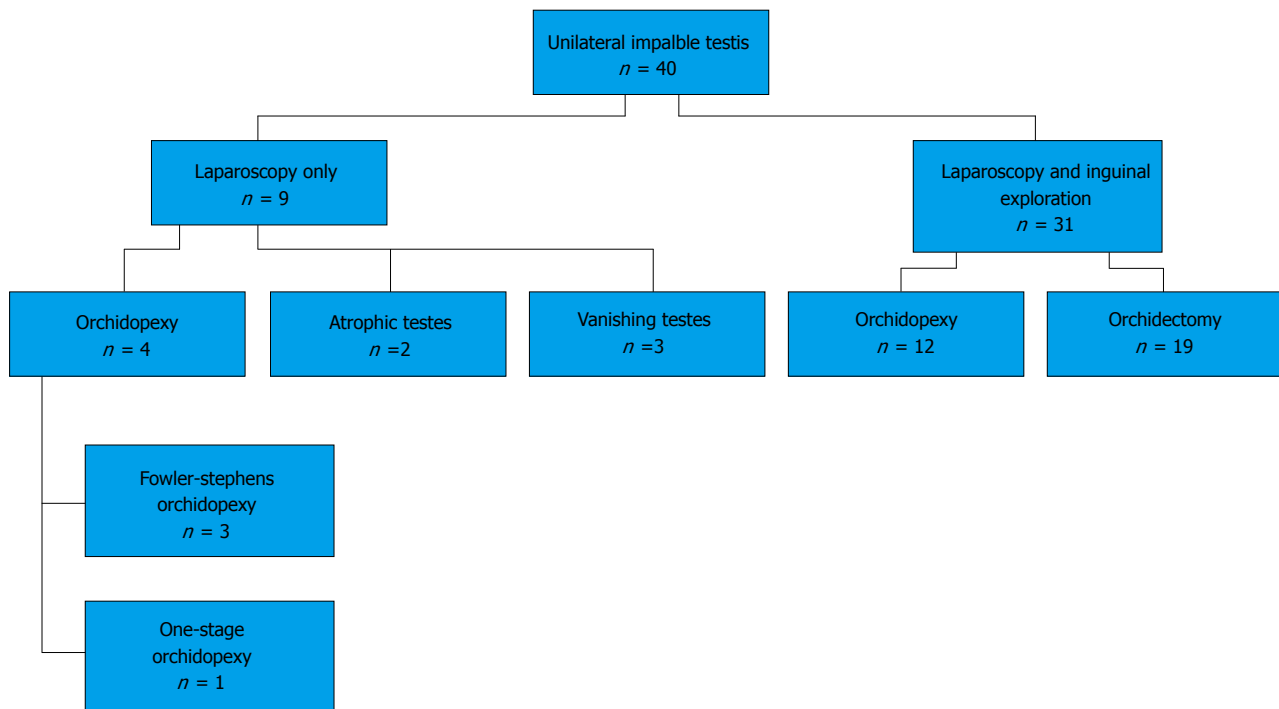 Unilateral impalble testis
n = 40
Laparoscopy only
n = 9
Laparoscopy and inguinal
exploration
n = 31
Orchidopexy
n = 4
Atrophic testes
n =2
Vanishing testes
n =3
Orchidopexy
n = 12
Orchidectomy
n = 19
Fowler-stephens
orchidopexy
n = 3
One-stage
orchidopexy
n = 1